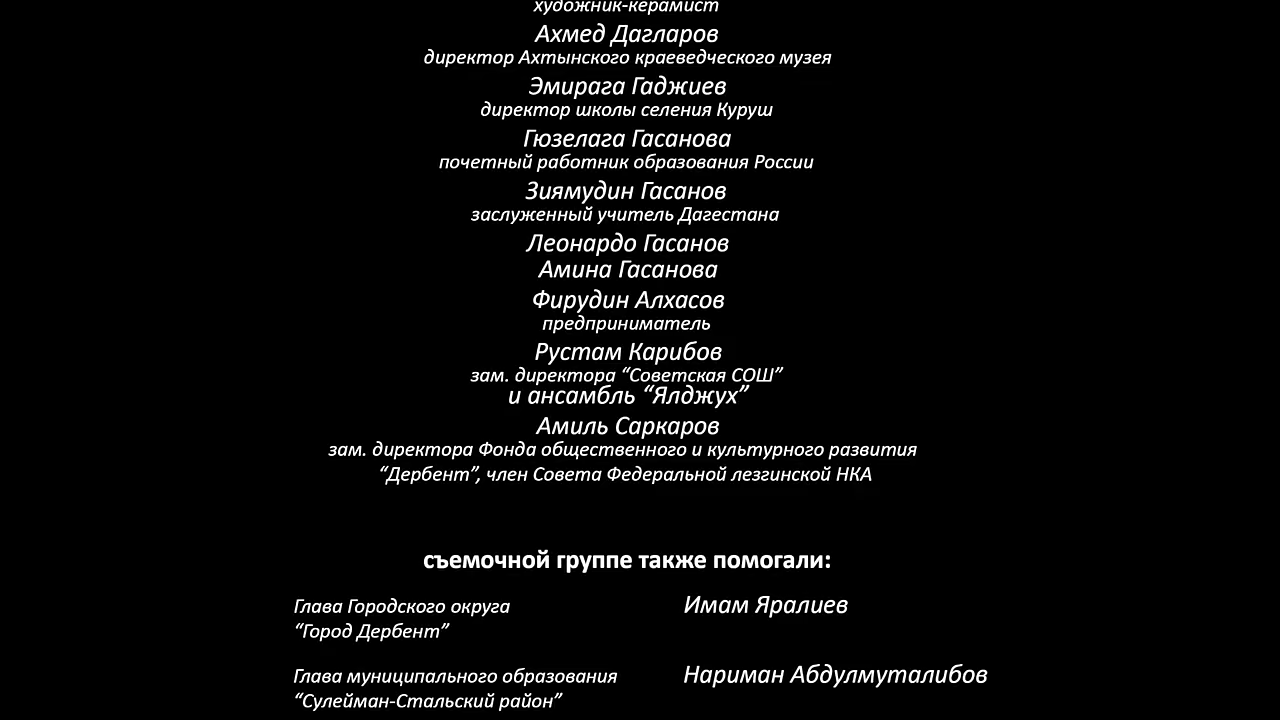 художник-керамист
Ахмед Дагларов
директор Ахтынского краеведческого музея
Эмирага Гаджиев
директор школы селения Куруш
Гюзелага Гасанова
почетный работник образования России
Зиямудин Гасанов
заслуженный учитель Дагестана
Леонардо Гасанов
Амина Гасанова
Фирудин Алхасов
предприниматель
Рустам Карибов
зам. директора “Советская СОШ”
и ансамбль “Ялджух”
Амиль Саркаров
зам. директора Фонда общественного и культурного развития
“Дербент”, член Совета Федеральной лезгинской НКА
съемочной группе также помогали:
Глава Городского округа
“Город Дербент”
Имам Яралиев
Глава муниципального образования
“Сулейман-Стальский район”
Нариман Абдулмуталибов